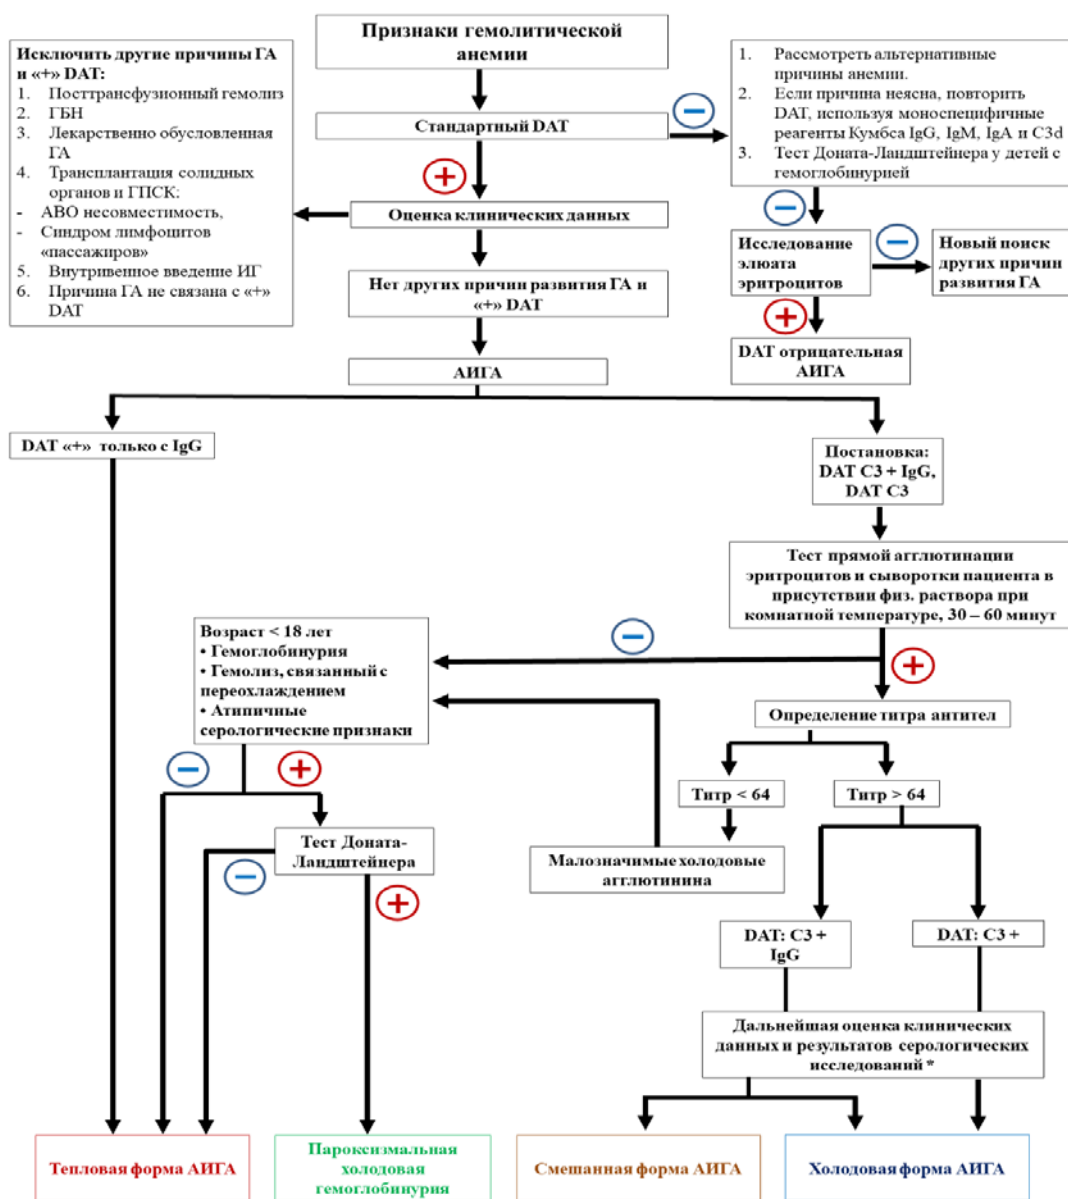 Признаки гемолитической
анемии
Исключить другие причины ГА
и «+» DAT:
1. Посттрансфузионный гемолиз
2. ГБН
3. Лекарственно обусловленная
ГА
4. Трансплантация солидных
органов и ГПСК:
- АВО несовместимость,
- Синдром лимфоцитов
«пассажиров»
5. Внутривенное введение ИГ
6. Причина ГА не связана с «+»
DAT
Стандартный DAT
1. Рассмотреть альтернативные
причины анемии.
2. Если причина неясна, повторить
DAT, используя моноспецифичные
реагенты Кумбса IgG, IgM, IgA и C3d
3. Тест Доната-Ландштейнера у детей с
гемоглобинурией
Оценка клинических данных
Исследование
элюата
эритроцитов
Новый поиск
других причин
развития ГА
Нет других причин развития ГА и
«+» DAT
DAT отрицательная
АИГА
АИГА
DAT «+» только с IgG
Постановка:
DAT C3 + IgG,
DAT C3
Тест прямой агглютинации
эритроцитов и сыворотки пациента в
присутствии физ. раствора при
комнатной температуре, 30 – 60 минут
Возраст < 18 лет
• Гемоглобинурия
• Гемолиз, связанный с
переохлаждением
• Атипичные
серологические признаки
Определение титра антител
Титр < 64
Титр > 64
Тест Доната-
Ландштейнера
Малозначимые холодовые
агглютинина
DAT: C3 +
IgG
DAT: C3 +
Дальнейшая оценка клинических
данных и результатов серологических
исследований *
Тепловая форма АИГА
Пароксизмальная
холодовая
гемоглобинурия
Смешанная форма АИГА
Холодовая форма АИГА